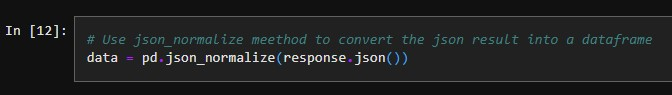 In [12]:
# Use json_normalize meethod to convert the json result into a dataframe
data = pd.json_normalize(response.json())